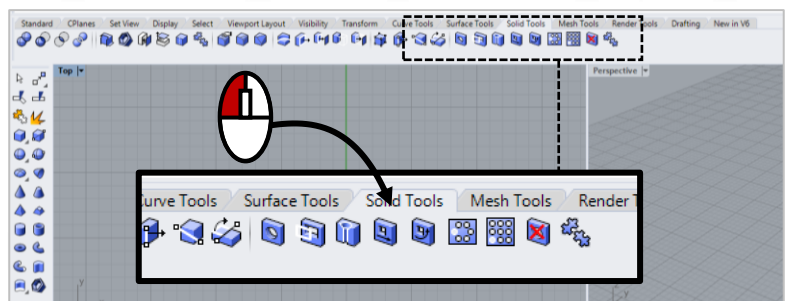 Standard CPlanes Set View Display Select Viewport Layout Visibility Transform Curve Tools Surface Tools Solid Tools Mesh Tools Render Tools Drafting New in V6
Top
Perspective
Curve Tools Surface Tools Solid Tools Mesh Tools Render T
y
z
y